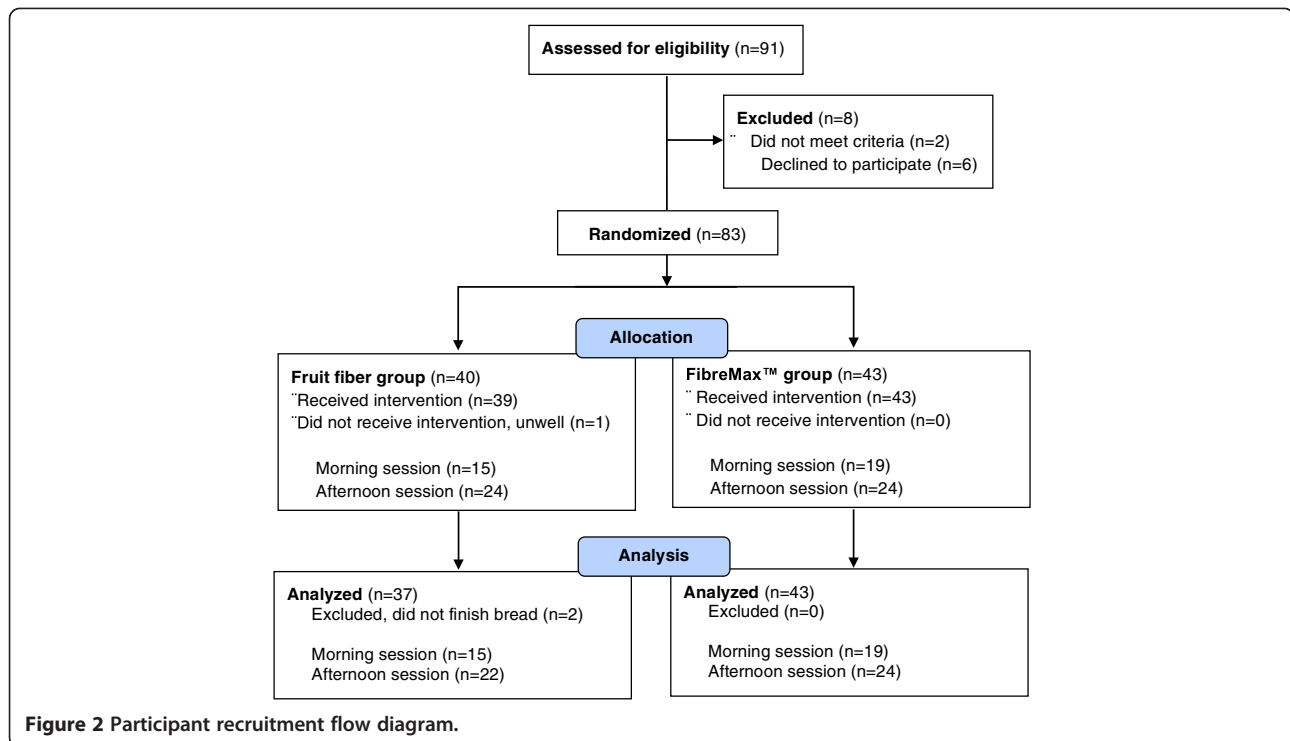 Assessed for eligibility (n=91)
Excluded (n=8)
¨ Did not meet criteria (n=2)
Declined to participate (n=6)
Randomized (n=83)
Allocation
Fruit fiber group (n=40)
¨Received intervention (n=39)
¨Did not receive intervention, unwell (n=1)
Morning session (n=15)
Afternoon session (n=24)
FibreMax™ group (n=43)
¨ Received intervention (n=43)
¨ Did not receive intervention (n=0)
Morning session (n=19)
Afternoon session (n=24)
Analysis
Analyzed (n=37)
Excluded, did not finish bread (n=2)
Morning session (n=15)
Afternoon session (n=22)
Analyzed (n=43)
Excluded (n=0)
Morning session (n=19)
Afternoon session (n=24)
Figure 2 Participant recruitment flow diagram.